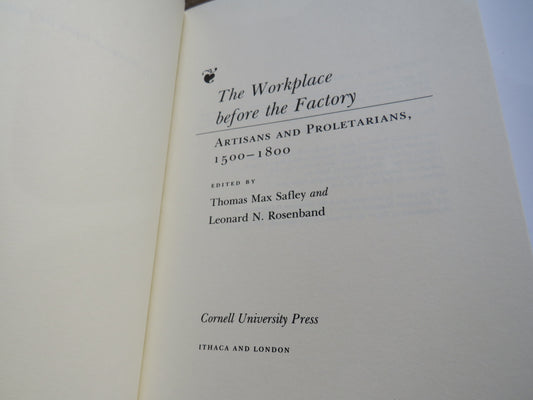 The Workplace
before the Factory
ARTISANS AND PROLETARIANS,
1500–1800
EDITED BY
Thomas Max Safley and
Leonard N. Rosenband
Cornell University Press
ITHACA AND LONDON